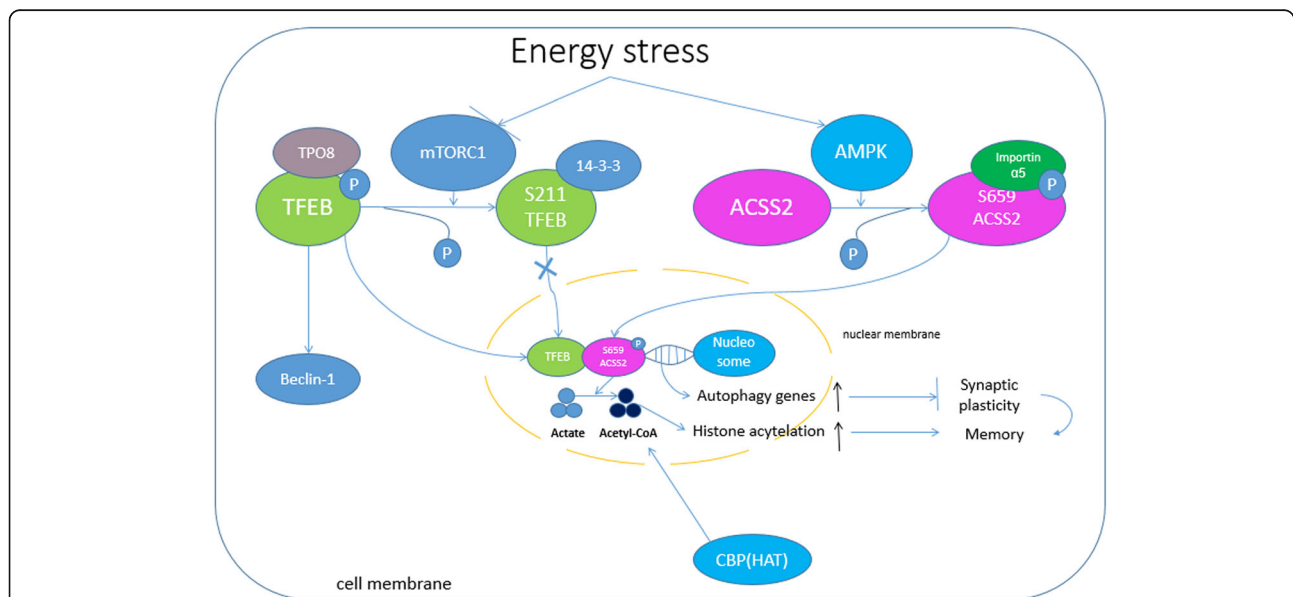 Energy stress
TPO8
mTORC1
14-3-3
AMPK
Importin
α5
P
P
TFEB
S211
TFEB
ACSS2
S659
ACSS2
P
P
nuclear membrane
TFEB
S659
ACSS2
P
Nucleo
some
Beclin-1
Autophagy genes
Synaptic
plasticity
Actate
Acetyl-CoA
Histone acytelation
Memory
CBP(HAT)
cell membrane